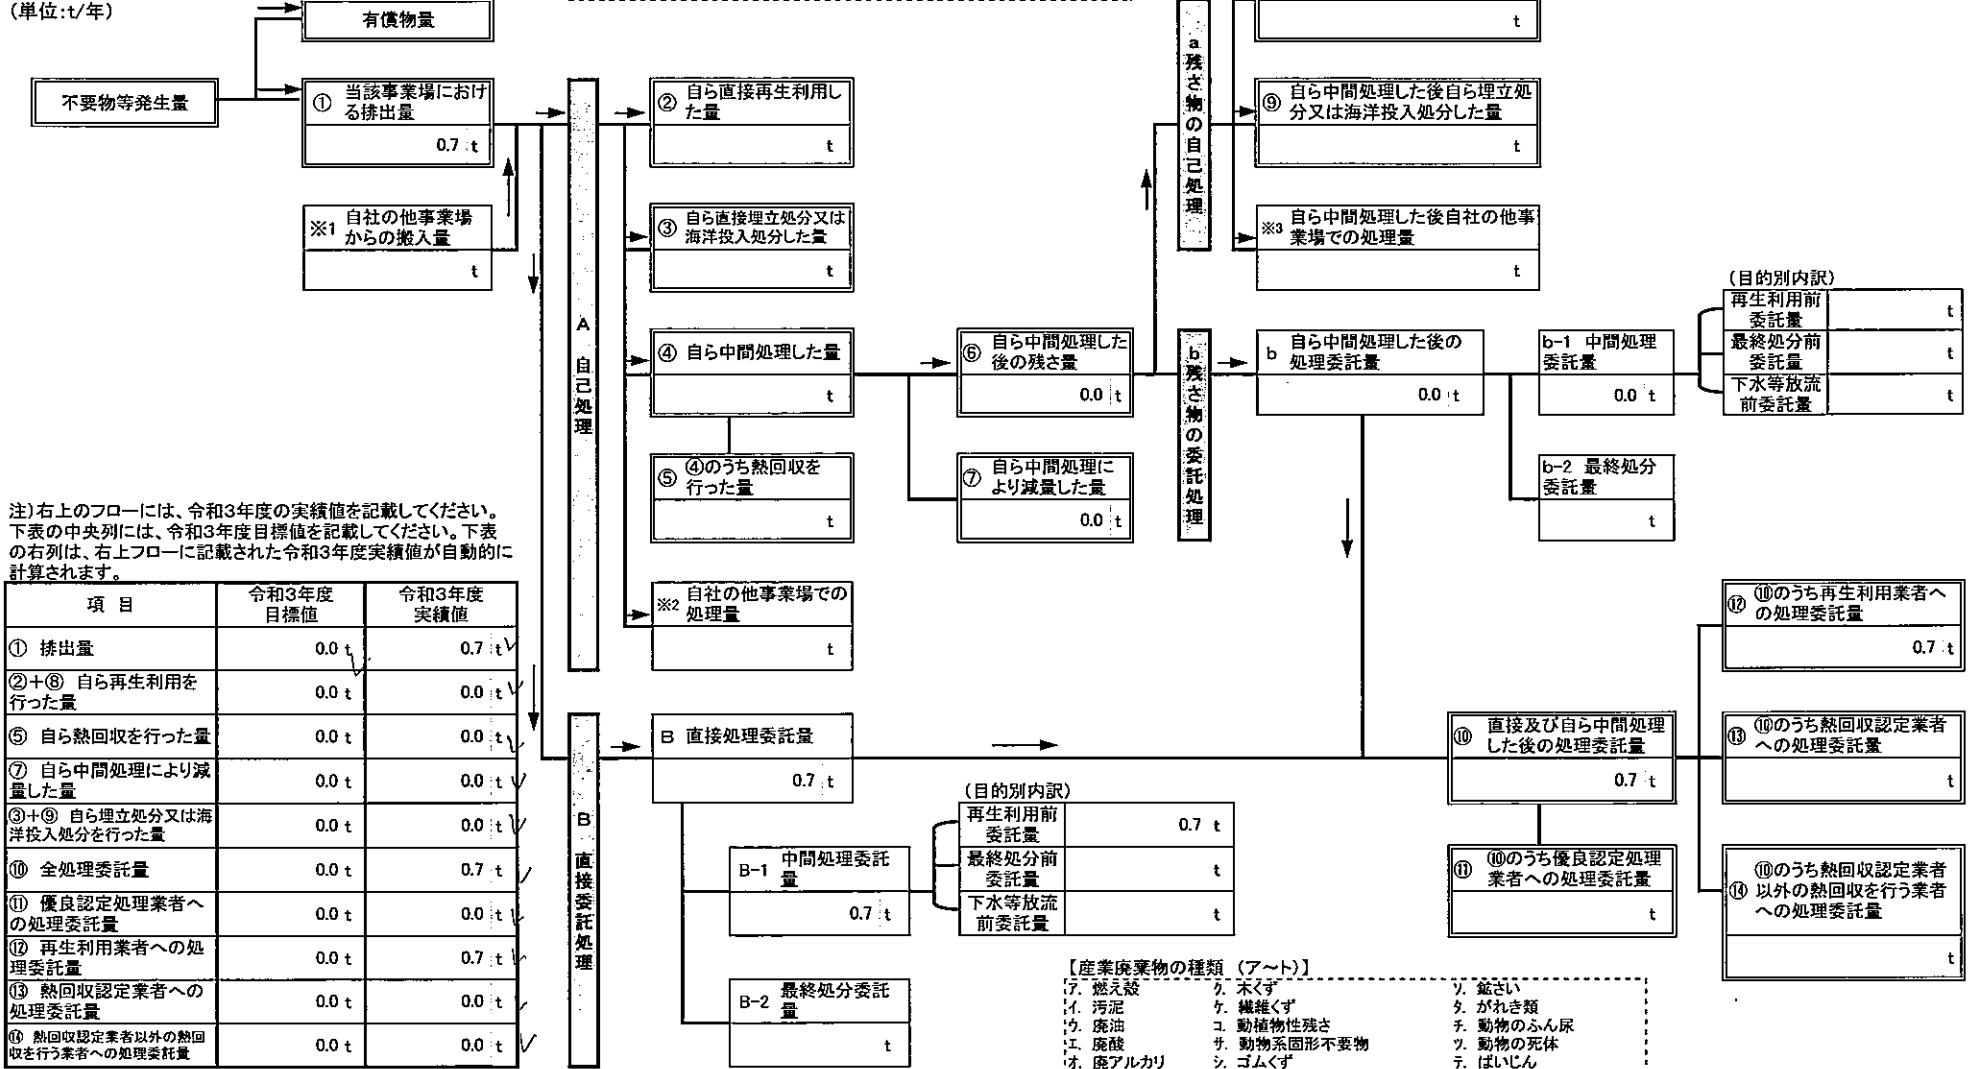 (単位:t/年)
有償物量
不要物等発生量
① 当該事業場におけ
る排出量
0.7 t
※1 自社の他事業場
からの搬入量
t
A 自己処理
② 自ら直接再生利用し
た量
t
③ 自ら直接埋立処分又は
海洋投入処分した量
t
④ 自ら中間処理した量
t
⑤ ④のうち熱回収を
行った量
t
※2 自社の他事業場での
処理量
t
⑥ 自ら中間処理した
後の残さ量
0.0 t
⑦ 自ら中間処理に
より減量した量
0.0 t
a 残さ物の自己処理
t
⑨ 自ら中間処理した後自ら埋立処
分又は海洋投入処分した量
t
※3 自ら中間処理した後自社の他事
業場での処理量
t
b 残さ物の委託処理
b 自ら中間処理した後の
処理委託量
0.0 t
b-1 中間処理
委託量
0.0 t
b-2 最終処分
委託量
t
(目的別内訳)
再生利用前
委託量 t
最終処分前
委託量 t
下水等放流
前委託量 t
注)右上のフローには、令和3年度の実績値を記載してください。
下表の中央列には、令和3年度目標値を記載してください。下表
の右列は、右上フローに記載された令和3年度実績値が自動的に
計算されます。
項 目 令和3年度 目標値 令和3年度 実績値
① 排出量 0.0 t 0.7 t
②+⑧ 自ら再生利用を
行った量 0.0 t 0.0 t
⑤ 自ら熱回収を行った量 0.0 t 0.0 t
⑦ 自ら中間処理により減
量した量 0.0 t 0.0 t
③+⑨ 自ら埋立処分又は海
洋投入処分を行った量 0.0 t 0.0 t
⑩ 全処理委託量 0.0 t 0.7 t
⑪ 優良認定処理業者へ
の処理委託量 0.0 t 0.0 t
⑫ 再生利用業者への処
理委託量 0.0 t 0.7 t
⑬ 熱回収認定業者への
処理委託量 0.0 t 0.0 t
⑭ 熱回収認定業者以外の熱回
収を行う業者への処理委託量 0.0 t 0.0 t
B 直接委託処理
B 直接処理委託量
0.7 t
B-1 中間処理委託
量
0.7 t
B-2 最終処分委託
量
t
(目的別内訳)
再生利用前
委託量 0.7 t
最終処分前
委託量 t
下水等放流
前委託量 t
⑩ 直接及び自ら中間処理
した後の処理委託量
0.7 t
⑪ ⑩のうち優良認定処理
業者への処理委託量
t
⑫ ⑩のうち再生利用業者へ
の処理委託量
0.7 t
⑬ ⑩のうち熱回収認定業者
への処理委託量
t
⑭ ⑩のうち熱回収認定業者
以外の熱回収を行う業者
への処理委託量
t
【産業廃棄物の種類 (ア〜ト)】
ア. 燃え殻 ク. 木くず ソ. 鉱さい
イ. 汚泥 ケ. 繊維くず タ. がれき類
ウ. 廃油 コ. 動植物性残さ チ. 動物のふん尿
エ. 廃酸 サ. 動物系固形不要物 ツ. 動物の死体
オ. 廃アルカリ シ. ゴムくず テ. ばいじん